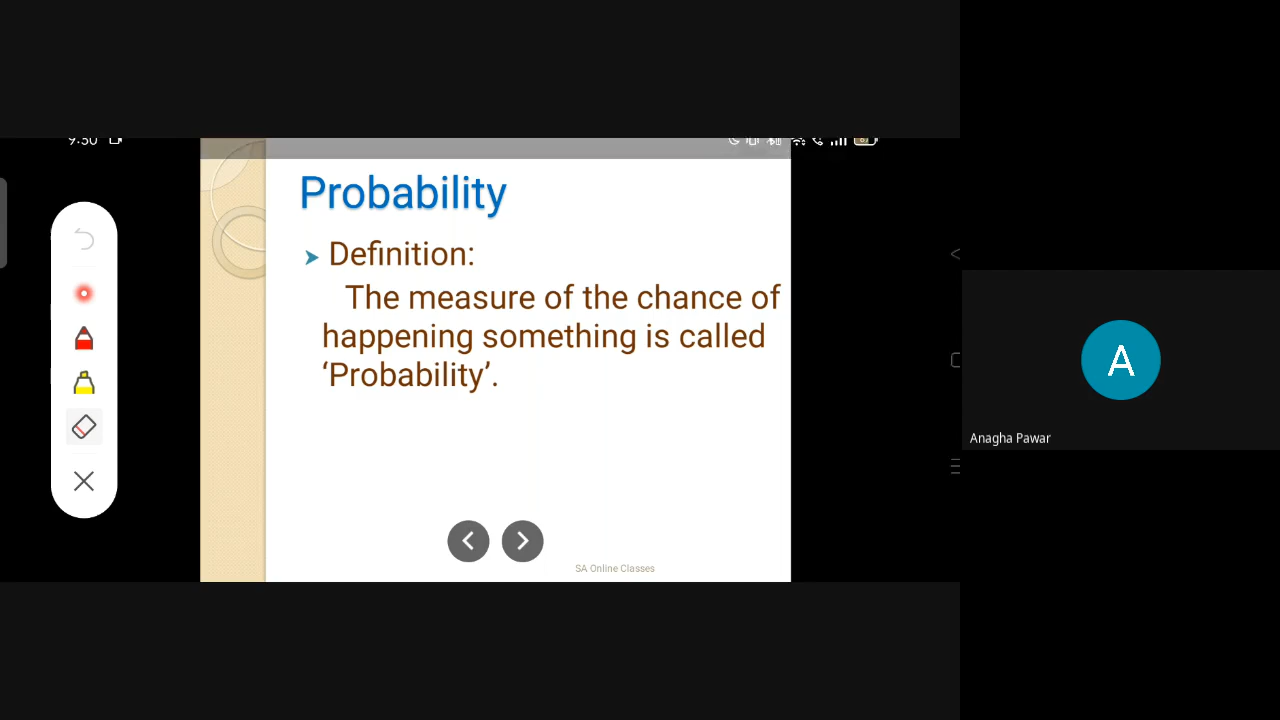 9:50
Probability
Definition:
The measure of the chance of
happening something is called
‘Probability’.
SA Online Classes
A
Anagha Pawar